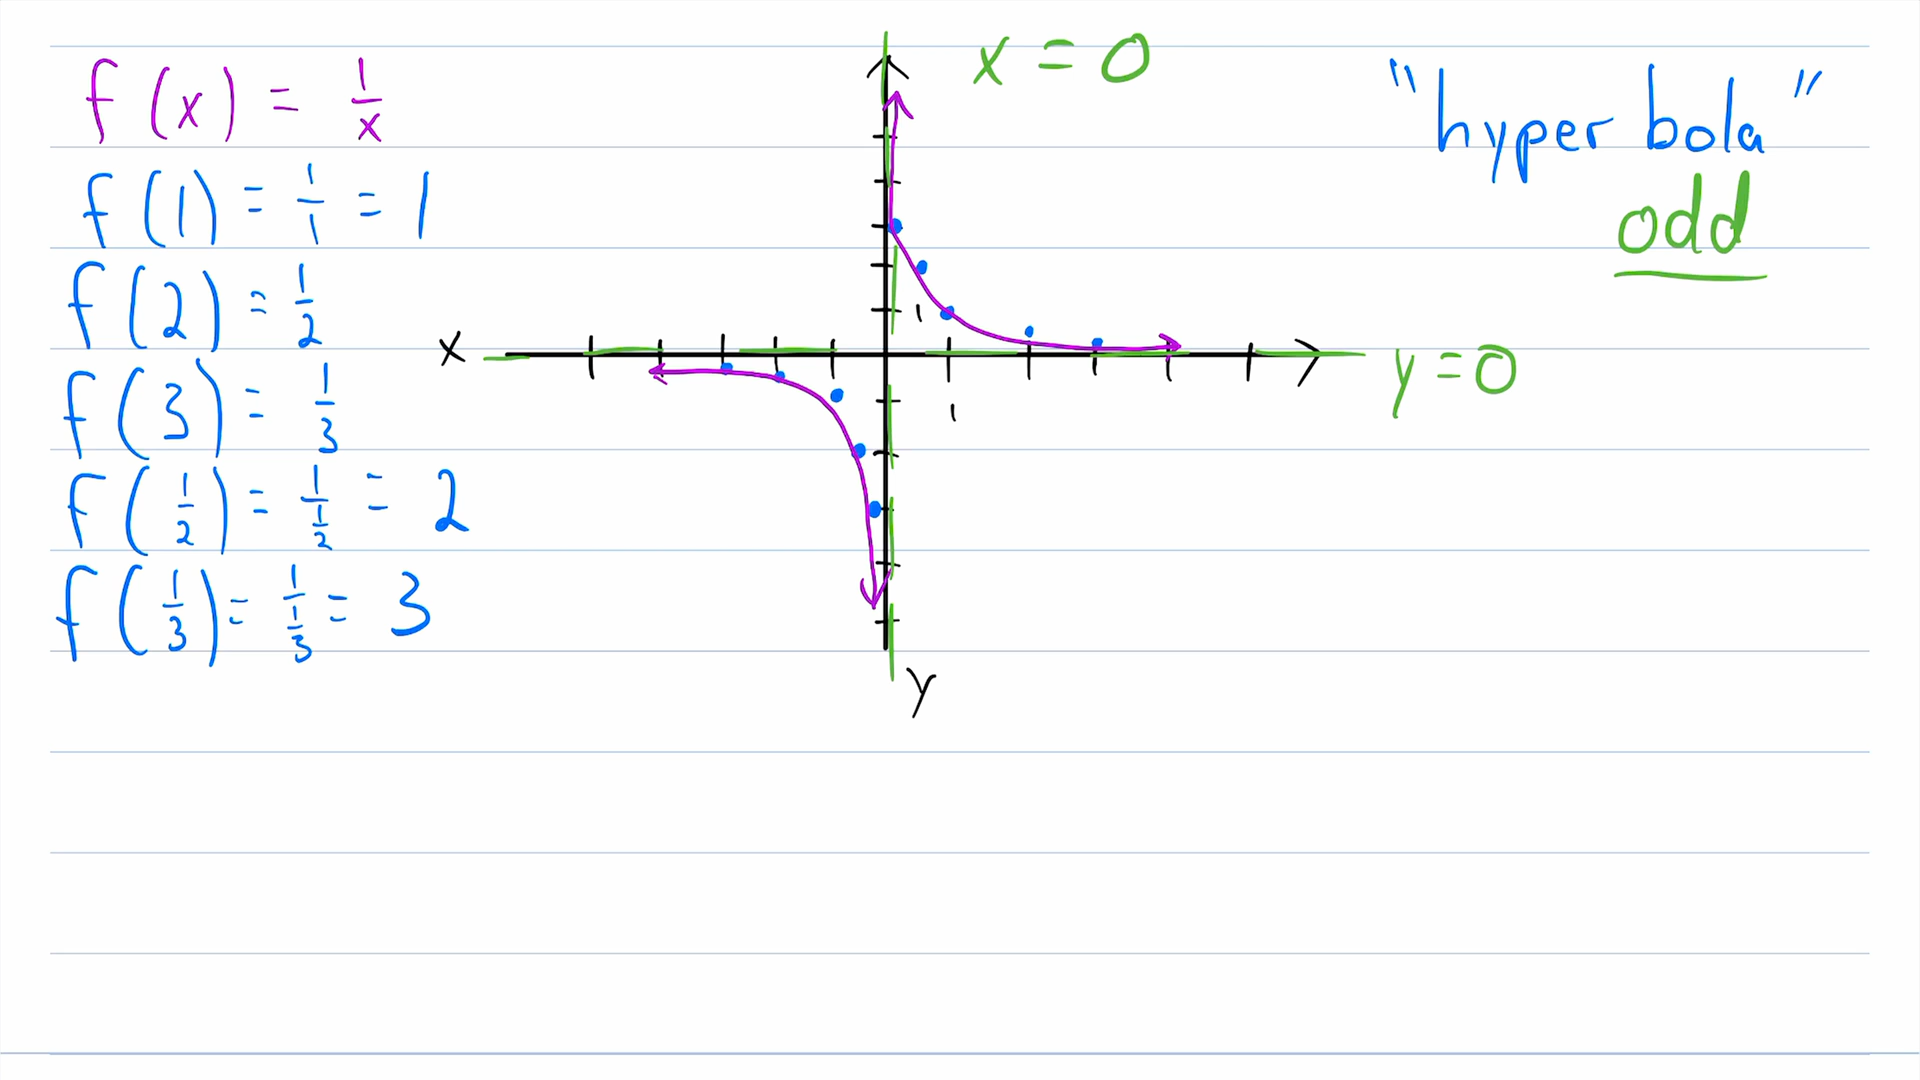 f(x) = 1/x
f(1) = 1/1 = 1
f(2) = 1/2
f(3) = 1/3
f(1/2) = 1/(1/2) = 2
f(1/3) = 1/(1/3) = 3
x = 0
"hyperbola"
odd
x
y = 0
1
1
y